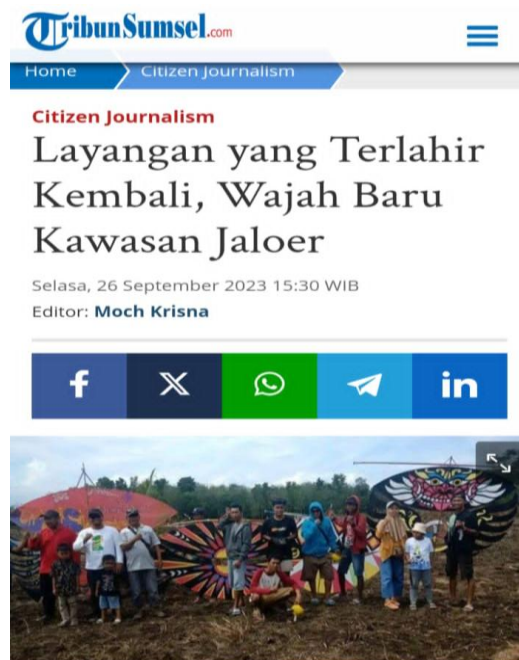 TribunSumsel.com
Home
Citizen Journalism
Citizen Journalism
Layangan yang Terlahir
Kembali, Wajah Baru
Kawasan Jaloer
Selasa, 26 September 2023 15:30 WIB
Editor: Moch Krisna